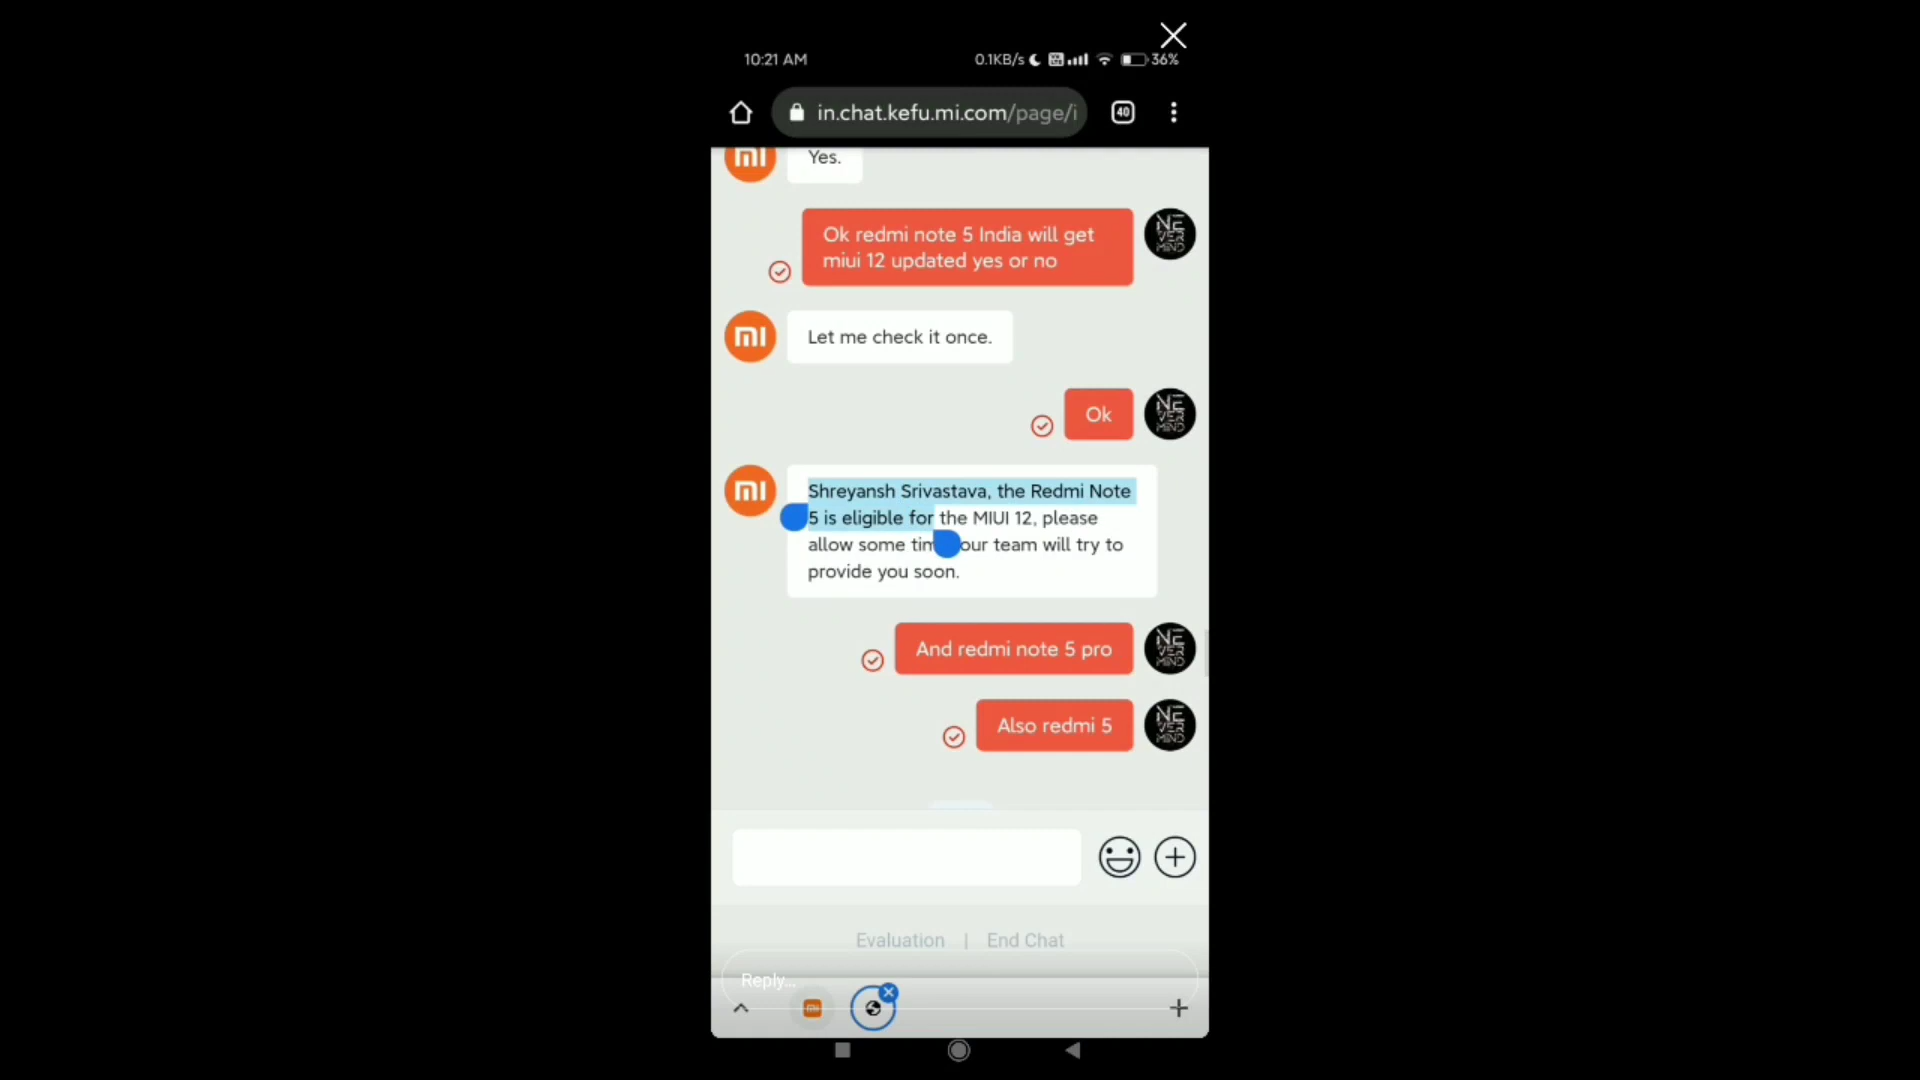 10:21 AM 0.1KB/s 36%
in.chat.kefu.mi.com/page/i 40
Yes.
Ok redmi note 5 India will get
miui 12 updated yes or no
Let me check it once.
Ok
Shreyansh Srivastava, the Redmi Note
5 is eligible for the MIUI 12, please
allow some tim our team will try to
provide you soon.
And redmi note 5 pro
Also redmi 5
Evaluation | End Chat
Reply...